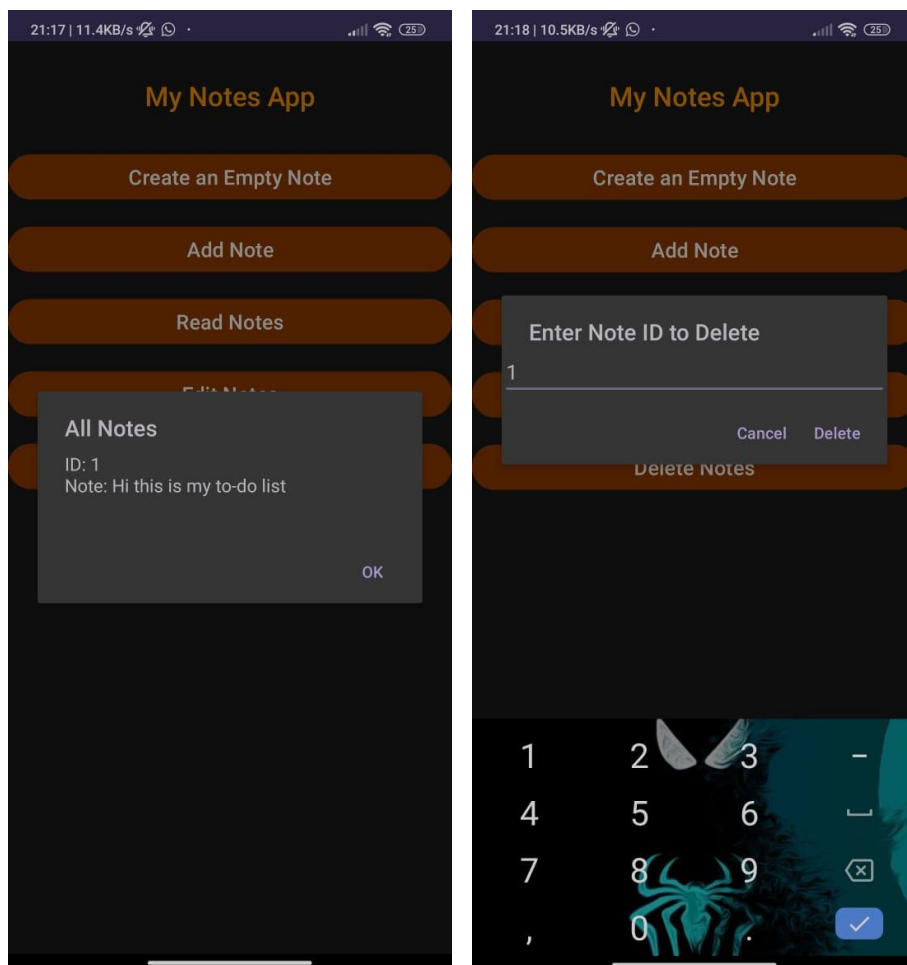 21:17 | 11.4KB/s
25
My Notes App
Create an Empty Note
Add Note
Read Notes
Edit Notes
All Notes
ID: 1
Note: Hi this is my to-do list
OK
21:18 | 10.5KB/s
25
My Notes App
Create an Empty Note
Add Note
Enter Note ID to Delete
1
Cancel Delete
Delete Notes
1 2 3 -
4 5 6
7 8 9
, 0 .